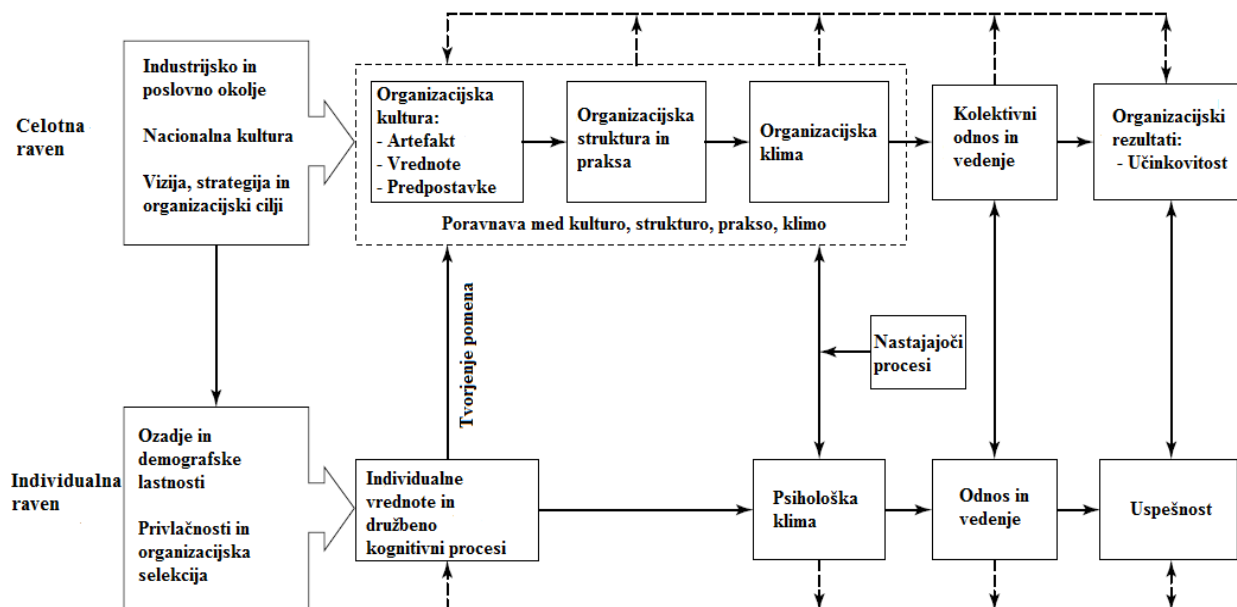 Celotna
raven
Industrijsko in
poslovno okolje
Nacionalna kultura
Vizija, strategija in
organizacijski cilji
Organizacijska
kultura:
- Artefakt
- Vrednote
- Predpostavke
Organizacijska
struktura in
praksa
Organizacijska
klima
Poravnava med kulturo, strukturo, prakso, klimo
Kolektivni
odnos in
vedenje
Organizacijski
rezultati:
- Učinkovitost
Tvorjenje pomena
Nastajajoči
procesi
Individualna
raven
Ozadje in
demografske
lastnosti
Privlačnosti in
organizacijska
selekcija
Individualne
vrednote in
družbeno
kognitivni procesi
Psihološka
klima
Odnos in
vedenje
Uspešnost